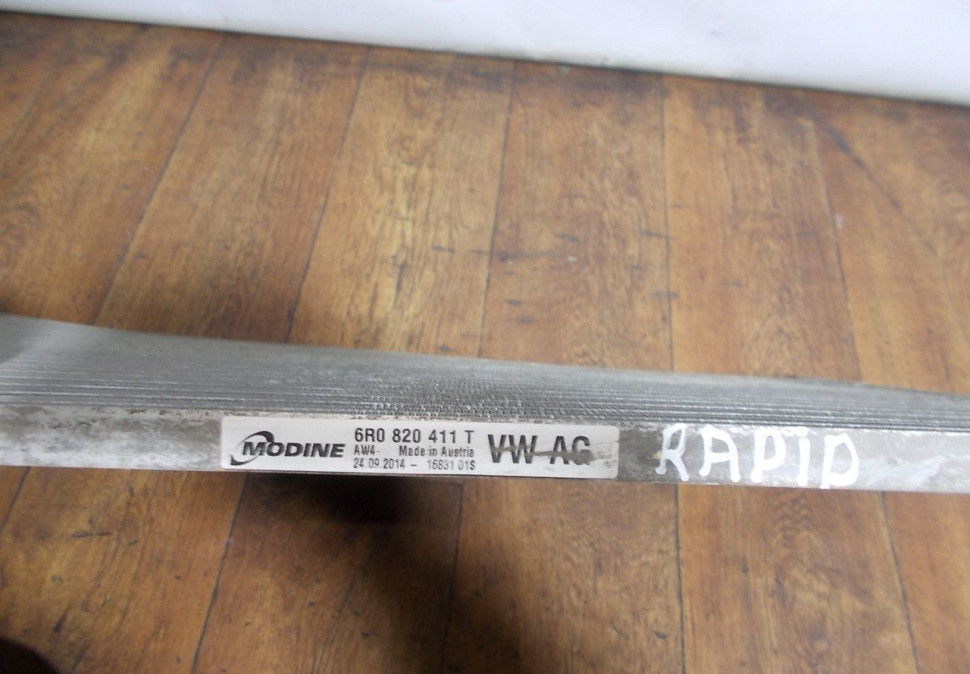 MODINE
6R0 820 411 T
AW4 Made in Austria
24.09.2014 - 16831 01S
VW AG
RAPiD